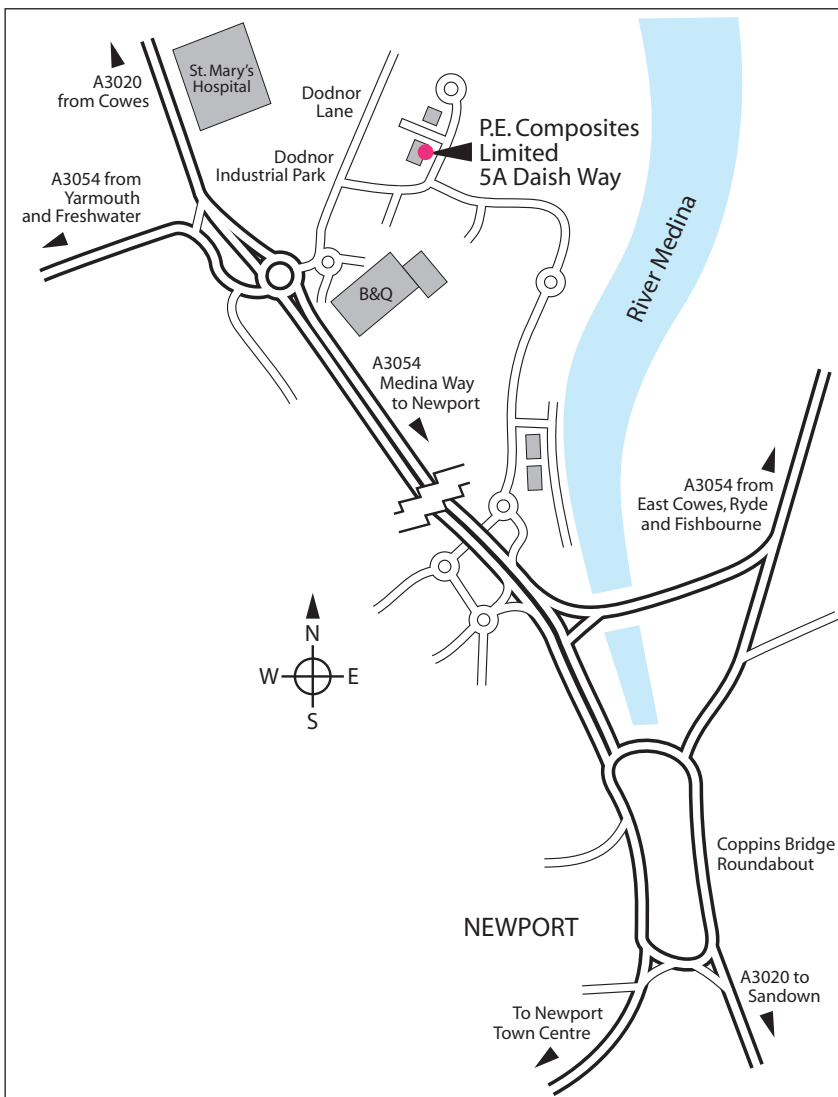 St. Mary's
Hospital
A3020
from Cowes
Dodnor
Lane
P.E. Composites
Limited
5A Daish Way
Dodnor
Industrial Park
A3054 from
Yarmouth
and Freshwater
River Medina
B&Q
A3054
Medina Way
to Newport
A3054 from
East Cowes, Ryde
and Fishbourne
N
W
E
S
Coppins Bridge
Roundabout
NEWPORT
A3020 to
Sandown
To Newport
Town Centre